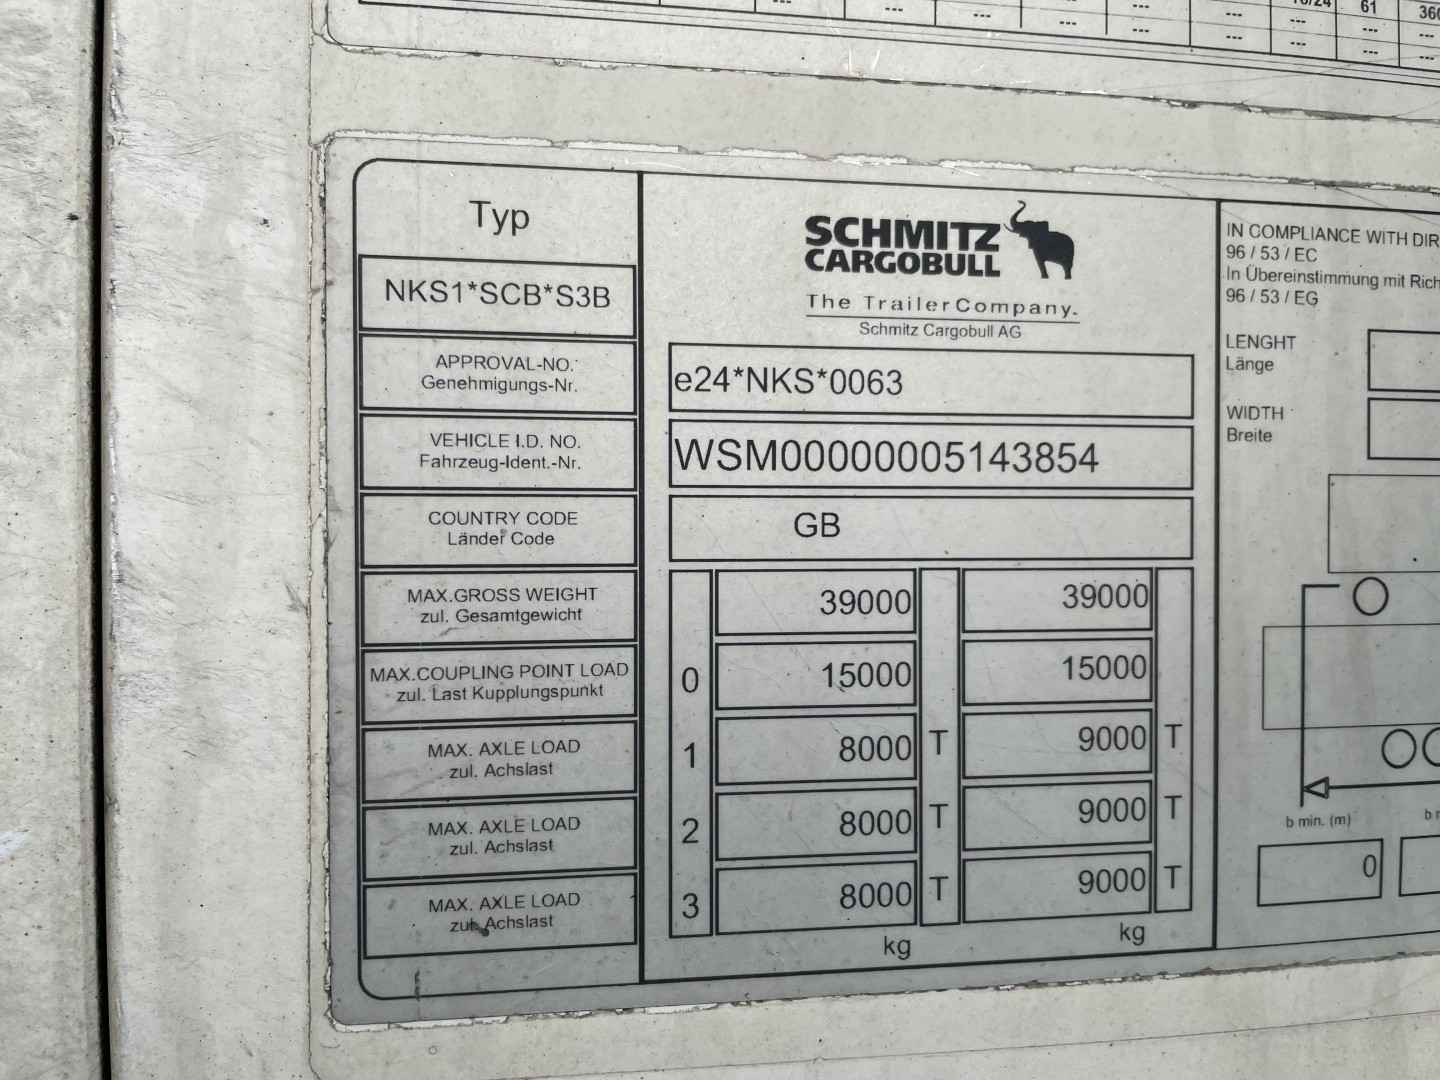 --- --- --- --- --- --- 16/24 61 360
--- --- --- --- ---
Typ
NKS1*SCB*S3B
APPROVAL-NO.
Genehmigungs-Nr.
VEHICLE I.D. NO.
Fahrzeug-Ident.-Nr.
COUNTRY CODE
Länder Code
MAX.GROSS WEIGHT
zul. Gesamtgewicht
MAX.COUPLING POINT LOAD
zul. Last Kupplungspunkt
MAX. AXLE LOAD
zul. Achslast
MAX. AXLE LOAD
zul. Achslast
MAX. AXLE LOAD
zul. Achslast
SCHMITZ
CARGOBULL
The Trailer Company.
Schmitz Cargobull AG
e24*NKS*0063
WSM00000005143854
GB
39000 39000
0 15000 15000
1 8000 T 9000 T
2 8000 T 9000 T
3 8000 T 9000 T
kg kg
IN COMPLIANCE WITH DIR
96 / 53 / EC
In Übereinstimmung mit Rich
96 / 53 / EG
LENGHT
Länge
WIDTH
Breite
b min. (m) b
0